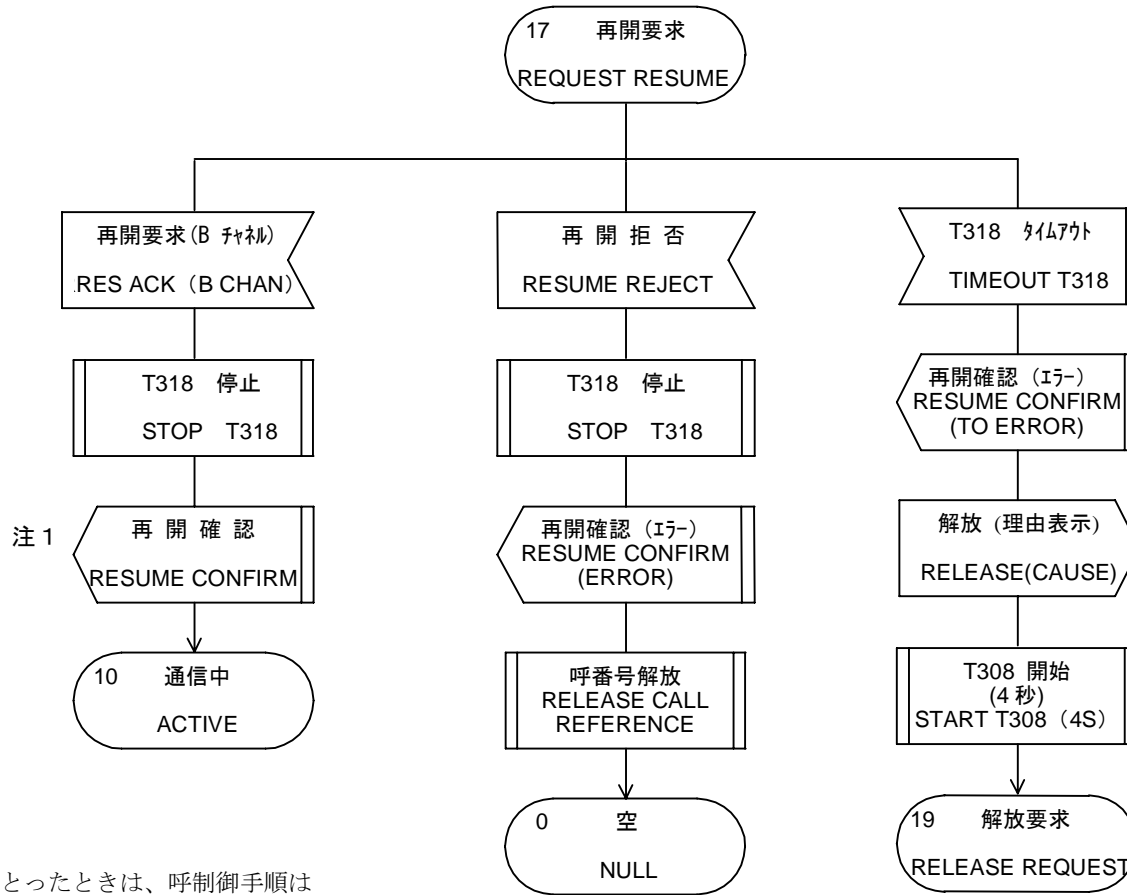 17 再開要求
REQUEST RESUME
再開要求(B ﾁｬﾈﾙ)
RES ACK (B CHAN)
T318 停止
STOP T318
注1
再 開 確 認
RESUME CONFIRM
10 通信中
ACTIVE
再 開 拒 否
RESUME REJECT
T318 停止
STOP T318
再開確認 (ｴﾗｰ)
RESUME CONFIRM
(ERROR)
呼番号解放
RELEASE CALL
REFERENCE
0 空
NULL
T318 ﾀｲﾑｱｳﾄ
TIMEOUT T318
再開確認 (ｴﾗｰ)
RESUME CONFIRM
(TO ERROR)
解放 (理由表示)
RELEASE(CAUSE)
T308 開始
(4 秒)
START T308 (4S)
19 解放要求
RELEASE REQUEST
とったときは、呼制御手順は